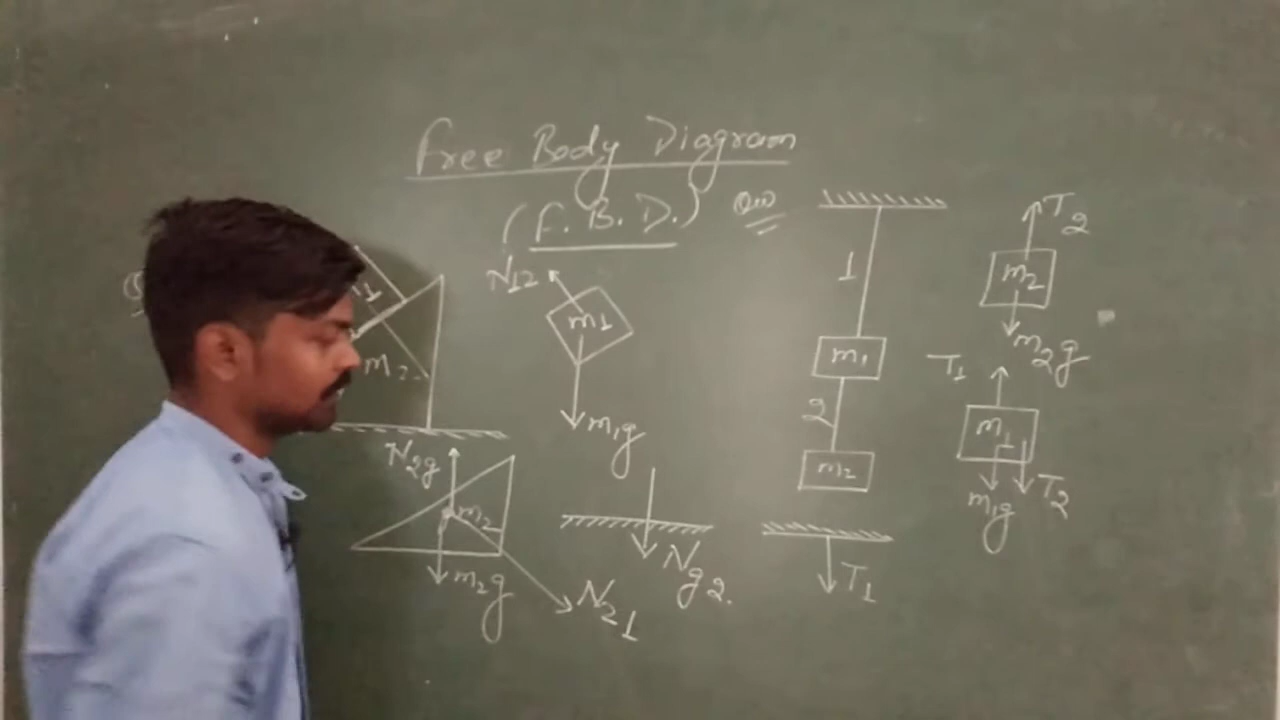 Free Body Diagram
(F. B. D.)
m2
N12
m1
m1g
N2g
m2
m2g
N21
Ng2.
1
m1
2
m2
T1
T2
m2
m2g
T1
m1
m1g
T2